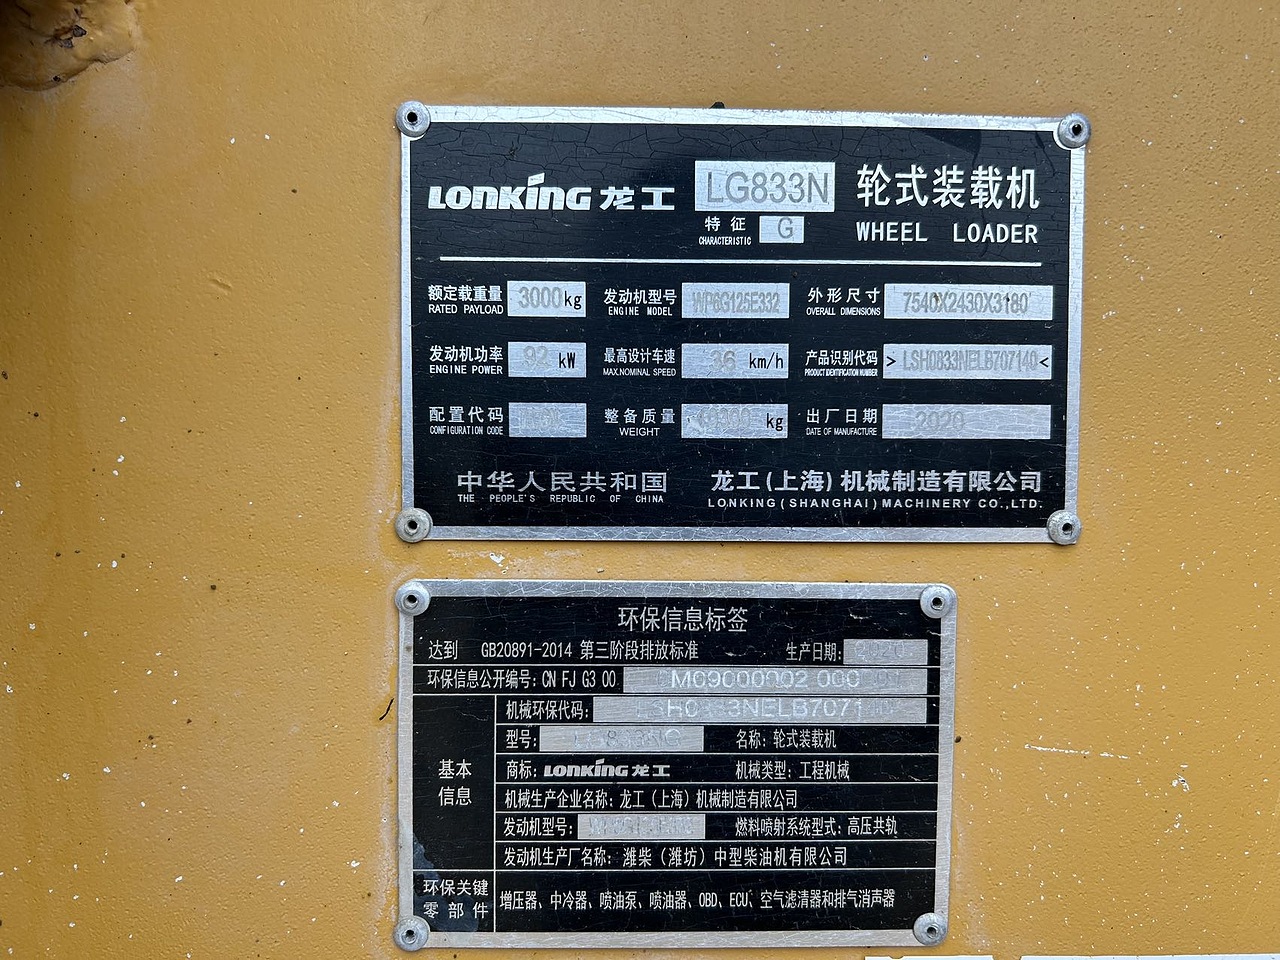 LONKING 龙工 LG833N 轮式装载机
特征 G
CHARACTERISTIC
WHEEL LOADER
额定载重量 3000kg 发动机型号 WP6G125E332 外形尺寸 7540X2430X3180
RATED PAYLOAD ENGINE MODEL OVERALL DIMENSIONS
发动机功率 92 kW 最高设计车速 36 km/h 产品识别代码 >LSH0833NELB707140<
ENGINE POWER MAX.NOMINAL SPEED PRODUCT IDENTIFICATION NUMBER
配置代码 整备质量 kg 出厂日期 2020
CONFIGURATION CODE WEIGHT DATE OF MANUFACTURE
中华人民共和国 龙工(上海)机械制造有限公司
THE PEOPLE'S REPUBLIC OF CHINA LONKING(SHANGHAI)MACHINERY CO.,LTD.
环保信息标签
达到 GB20891-2014 第三阶段排放标准 生产日期: 2020
环保信息公开编号: CN FJ G3 00 M09000002 000
机械环保代码:
型号: 名称: 轮式装载机
基本信息
商标: LONKING 龙工 机械类型: 工程机械
机械生产企业名称: 龙工(上海)机械制造有限公司
发动机型号: 燃料喷射系统型式: 高压共轨
发动机生产厂名称: 潍柴(潍坊)中型柴油机有限公司
环保关键零部件 增压器、中冷器、喷油泵、喷油器、OBD、ECU、空气滤清器和排气消声器